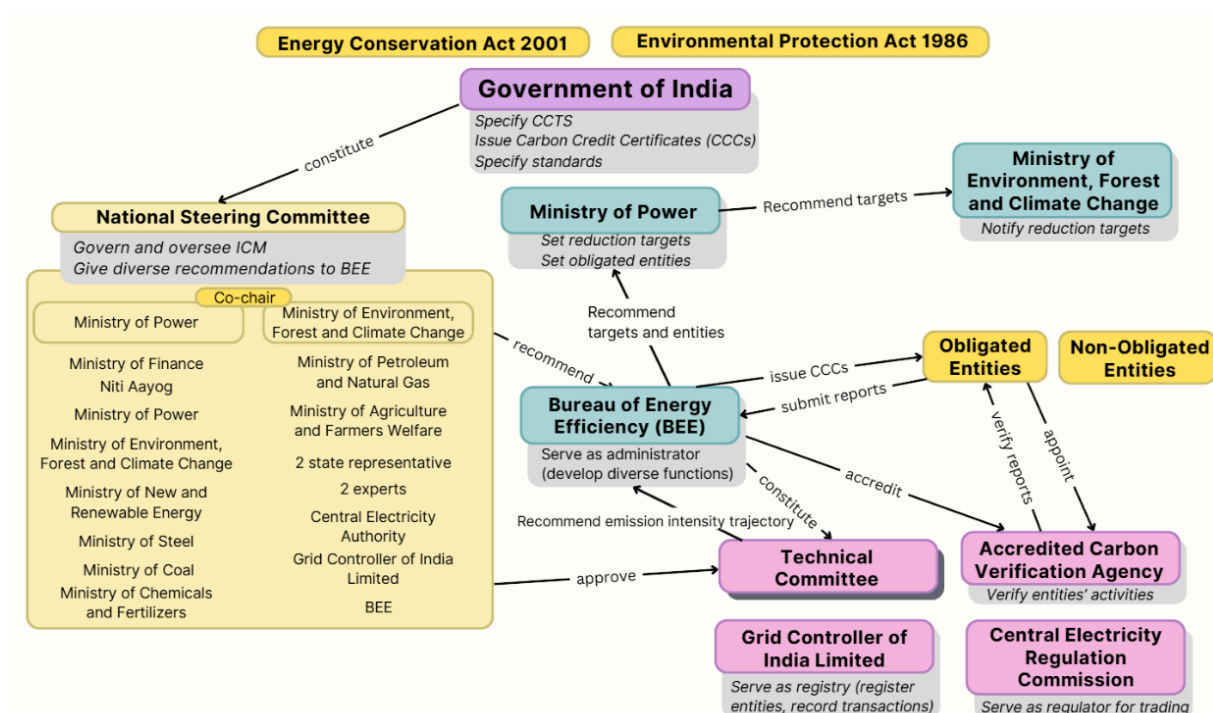 Energy Conservation Act 2001
Environmental Protection Act 1986
Government of India
Specify CCTS
Issue Carbon Credit Certificates (CCCs)
Specify standards
constitute
National Steering Committee
Govern and oversee ICM
Give diverse recommendations to BEE
Co-chair
Ministry of Power
Ministry of Environment,
Forest and Climate Change
Ministry of Finance
Niti Aayog
Ministry of Power
Ministry of Environment,
Forest and Climate Change
Ministry of New and
Renewable Energy
Ministry of Steel
Ministry of Coal
Ministry of Chemicals
and Fertilizers
Ministry of Petroleum
and Natural Gas
Ministry of Agriculture
and Farmers Welfare
2 state representative
2 experts
Central Electricity
Authority
Grid Controller of India
Limited
BEE
Ministry of Power
Set reduction targets
Set obligated entities
Recommend targets
Ministry of
Environment, Forest
and Climate Change
Notify reduction targets
Recommend
targets and entities
recommend
issue CCCs
submit reports
Obligated
Entities
Non-Obligated
Entities
Bureau of Energy
Efficiency (BEE)
Serve as administrator
(develop diverse functions)
accredit
constitute
verify reports
appoint
Recommend emission intensity trajectory
approve
Technical
Committee
Accredited Carbon
Verification Agency
Verify entities' activities
Grid Controller of
India Limited
Serve as registry (register
entities, record transactions)
Central Electricity
Regulation
Commission
Serve as regulator for trading